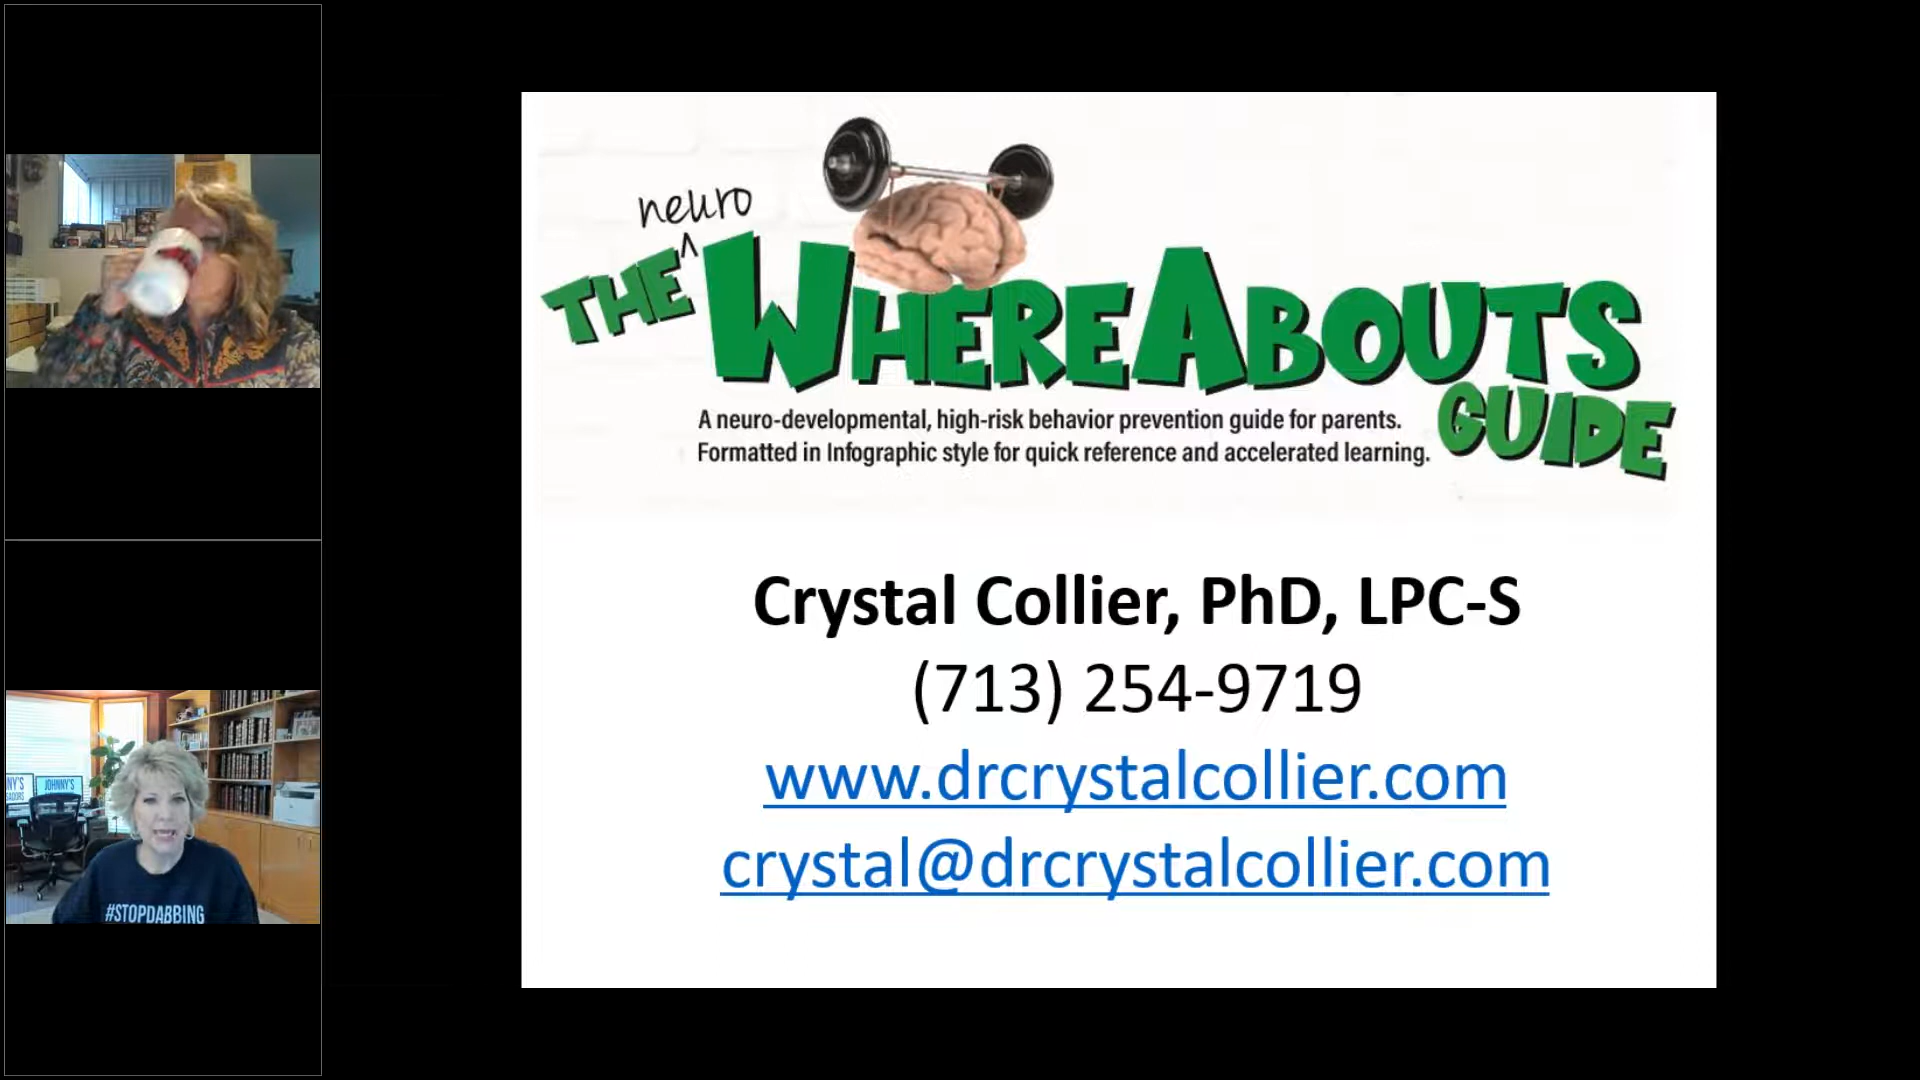 neuro
^
THE WHEREABOUTS
GUIDE
A neuro-developmental, high-risk behavior prevention guide for parents.
Formatted in Infographic style for quick reference and accelerated learning.
Crystal Collier, PhD, LPC-S
(713) 254-9719
www.drcrystalcollier.com
crystal@drcrystalcollier.com
NY'S
JOHNNY'S
#STOPDABBING